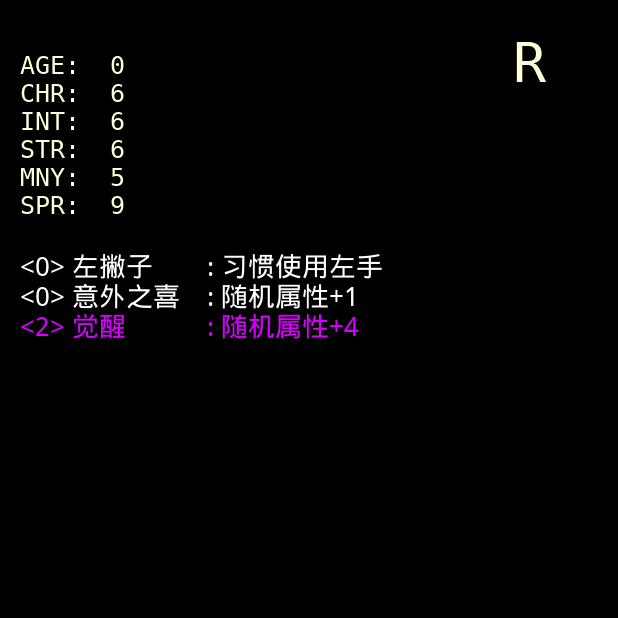 R
AGE: 0
CHR: 6
INT: 6
STR: 6
MNY: 5
SPR: 9
<0> 左撇子 : 习惯使用左手
<0> 意外之喜 : 随机属性+1
<2> 觉醒 : 随机属性+4